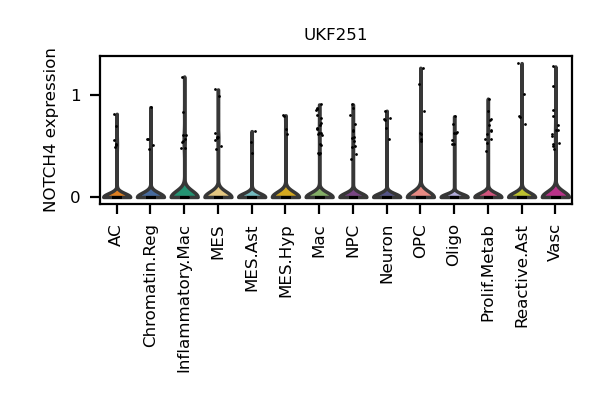 UKF251
NOTCH4 expression
1
0
AC
Chromatin.Reg
Inflammatory.Mac
MES
MES.Ast
MES.Hyp
Mac
NPC
Neuron
OPC
Oligo
Prolif.Metab
Reactive.Ast
Vasc